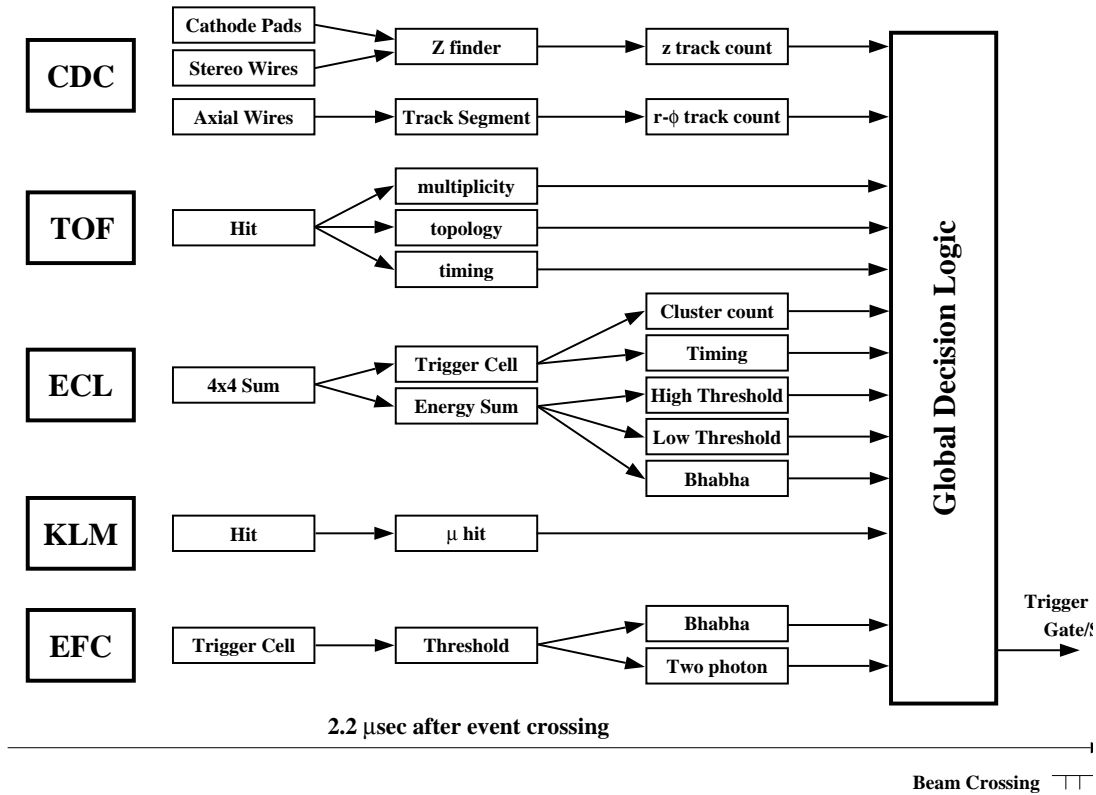 CDC
Cathode Pads
Stereo Wires
Axial Wires
Z finder
Track Segment
z track count
r-ϕ track count
TOF
Hit
multiplicity
topology
timing
ECL
4x4 Sum
Trigger Cell
Energy Sum
Cluster count
Timing
High Threshold
Low Threshold
Bhabha
KLM
Hit
μ hit
EFC
Trigger Cell
Threshold
Bhabha
Two photon
Global Decision Logic
Trigger
Gate/S
2.2 μsec after event crossing
Beam Crossing